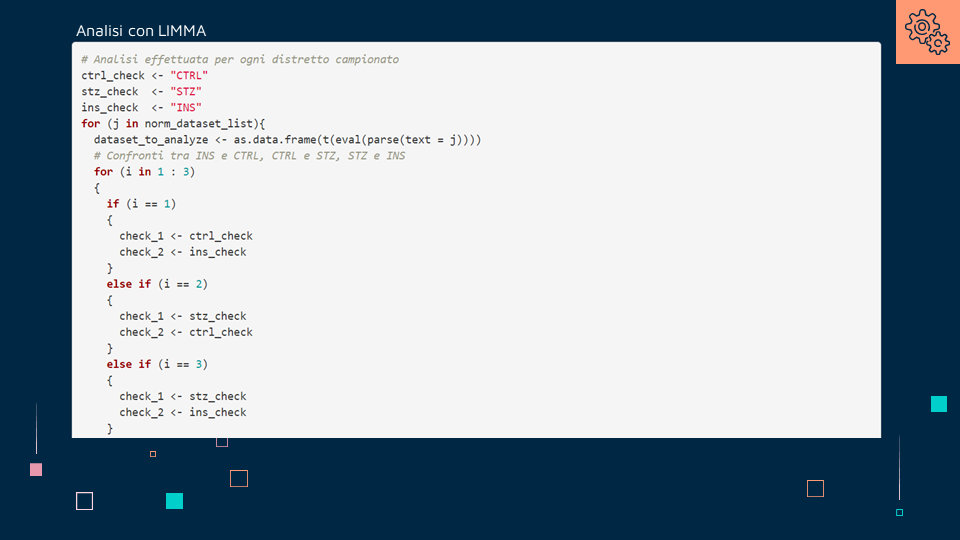 Analisi con LIMMA
# Analisi effettuata per ogni distretto campionato
ctrl_check <- "CTRL"
stz_check  <- "STZ"
ins_check  <- "INS"
for (j in norm_dataset_list){
  dataset_to_analyze <- as.data.frame(t(eval(parse(text = j))))
  # Confronti tra INS e CTRL, CTRL e STZ, STZ e INS
  for (i in 1 : 3)
  {
    if (i == 1)
    {
      check_1 <- ctrl_check
      check_2 <- ins_check
    }
    else if (i == 2)
    {
      check_1 <- stz_check
      check_2 <- ctrl_check
    }
    else if (i == 3)
    {
      check_1 <- stz_check
      check_2 <- ins_check
    }